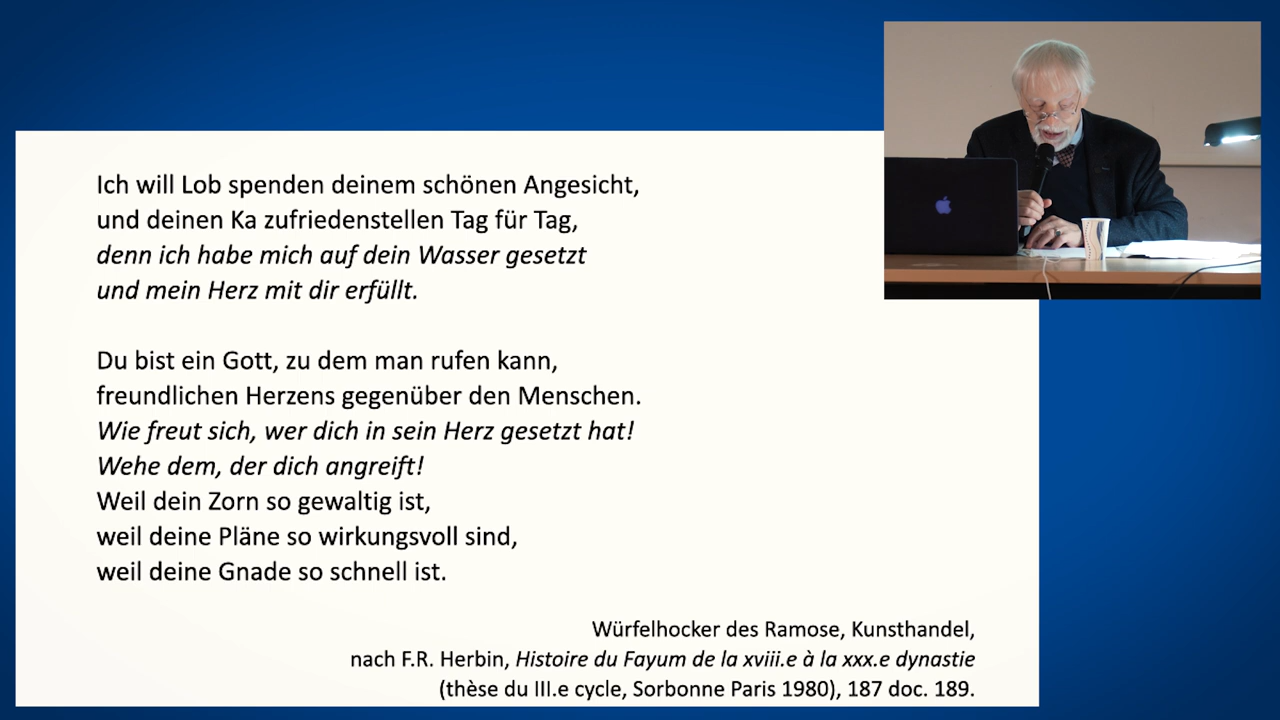 Ich will Lob spenden deinem schönen Angesicht,
und deinen Ka zufriedenstellen Tag für Tag,
denn ich habe mich auf dein Wasser gesetzt
und mein Herz mit dir erfüllt.
Du bist ein Gott, zu dem man rufen kann,
freundlichen Herzens gegenüber den Menschen.
Wie freut sich, wer dich in sein Herz gesetzt hat!
Wehe dem, der dich angreift!
Weil dein Zorn so gewaltig ist,
weil deine Pläne so wirkungsvoll sind,
weil deine Gnade so schnell ist.
Würfelhocker des Ramose, Kunsthandel,
nach F.R. Herbin, Histoire du Fayum de la xviii.e à la xxx.e dynastie
(thèse du III.e cycle, Sorbonne Paris 1980), 187 doc. 189.